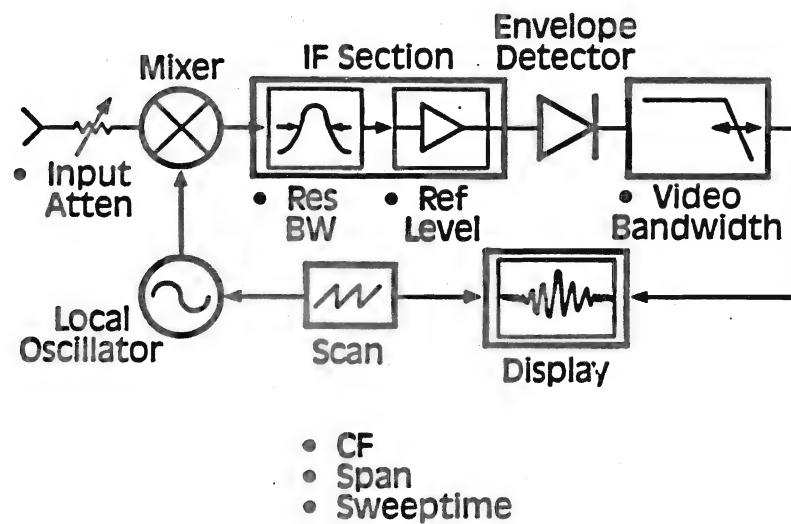 Mixer
IF Section
Envelope
Detector
• Input
Atten
• Res
BW
• Ref
Level
• Video
Bandwidth
Local
Oscillator
Scan
Display
• CF
• Span
• Sweeptime